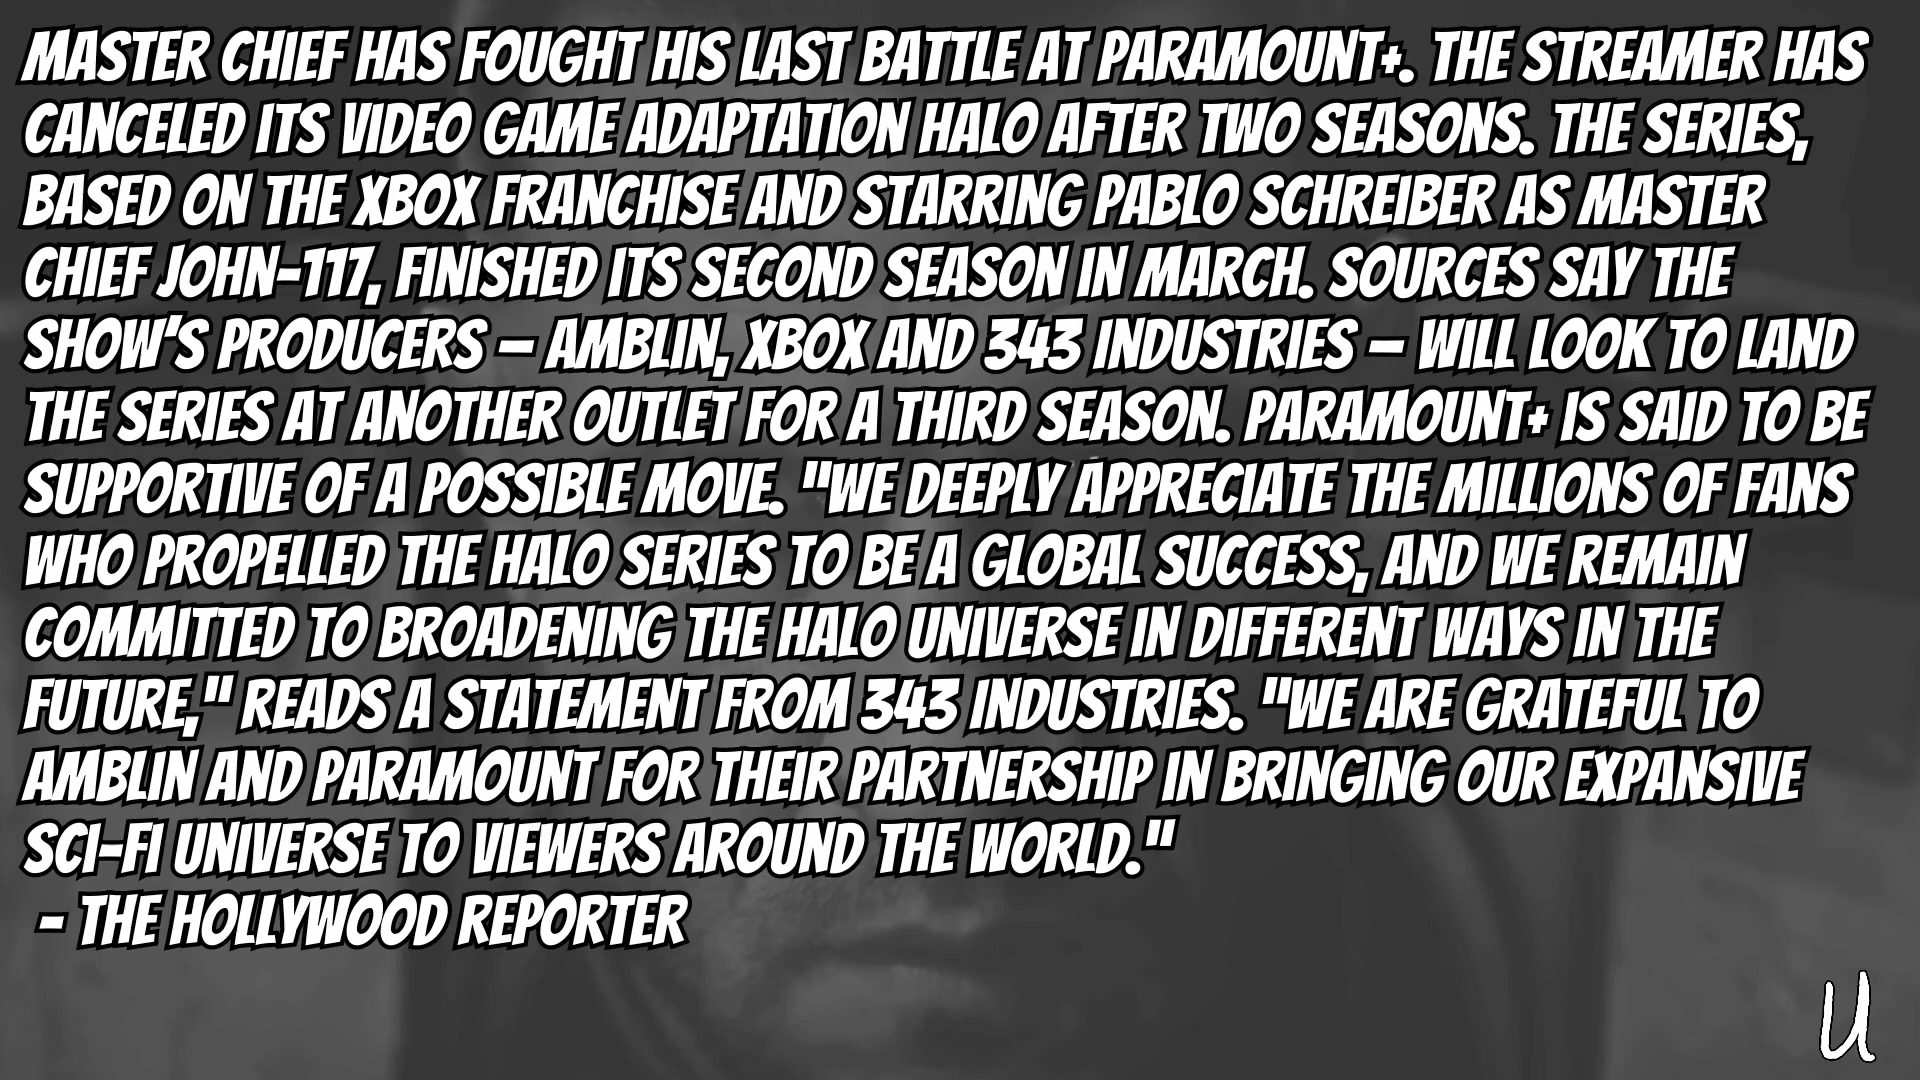 MASTER CHIEF HAS FOUGHT HIS LAST BATTLE AT PARAMOUNT+. THE STREAMER HAS
CANCELED ITS VIDEO GAME ADAPTATION HALO AFTER TWO SEASONS. THE SERIES,
BASED ON THE XBOX FRANCHISE AND STARRING PABLO SCHREIBER AS MASTER
CHIEF JOHN-117, FINISHED ITS SECOND SEASON IN MARCH. SOURCES SAY THE
SHOW'S PRODUCERS – AMBLIN, XBOX AND 343 INDUSTRIES – WILL LOOK TO LAND
THE SERIES AT ANOTHER OUTLET FOR A THIRD SEASON. PARAMOUNT+ IS SAID TO BE
SUPPORTIVE OF A POSSIBLE MOVE. "WE DEEPLY APPRECIATE THE MILLIONS OF FANS
WHO PROPELLED THE HALO SERIES TO BE A GLOBAL SUCCESS, AND WE REMAIN
COMMITTED TO BROADENING THE HALO UNIVERSE IN DIFFERENT WAYS IN THE
FUTURE," READS A STATEMENT FROM 343 INDUSTRIES. "WE ARE GRATEFUL TO
AMBLIN AND PARAMOUNT FOR THEIR PARTNERSHIP IN BRINGING OUR EXPANSIVE
SCI-FI UNIVERSE TO VIEWERS AROUND THE WORLD."
- THE HOLLYWOOD REPORTER
U